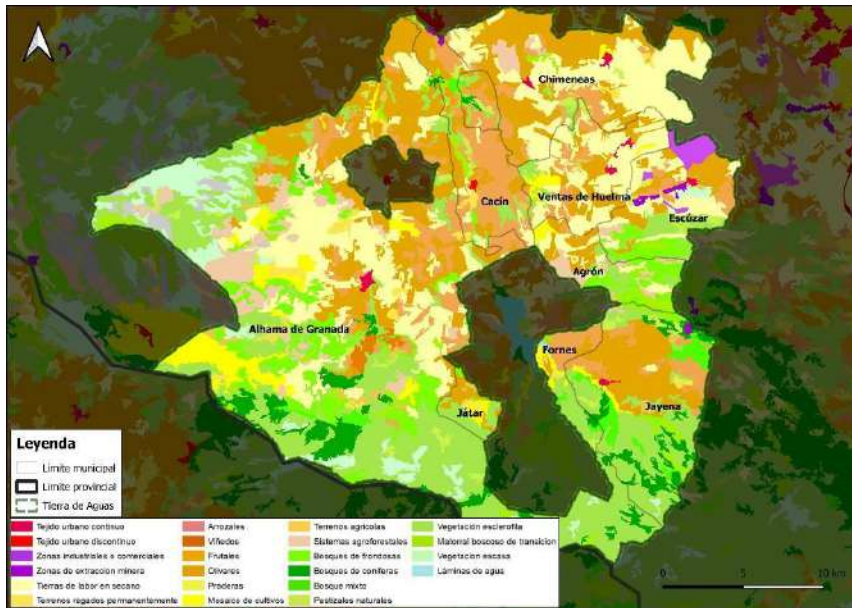 Chimeneas
Cacín
Ventas de Huelma
Escúzar
Agrón
Alhama de Granada
Fornes
Játar
Jayena
Leyenda
Límite municipal
Límite provincial
Tierra de Aguas
Tejido urbano continuo
Tejido urbano discontinuo
Zonas industriales o comerciales
Zonas de extracción minera
Tierras de labor en secano
Terrenos regados permanentemente
Arrozales
Viñedos
Frutales
Olivares
Praderas
Mosaico de cultivos
Terrenos agrícolas
Sistemas agroforestales
Bosques de frondosas
Bosques de coníferas
Bosque mixto
Pastizales naturales
Vegetación esclerófila
Matorral boscoso de transición
Vegetación escasa
Láminas de agua
0 10 20 km